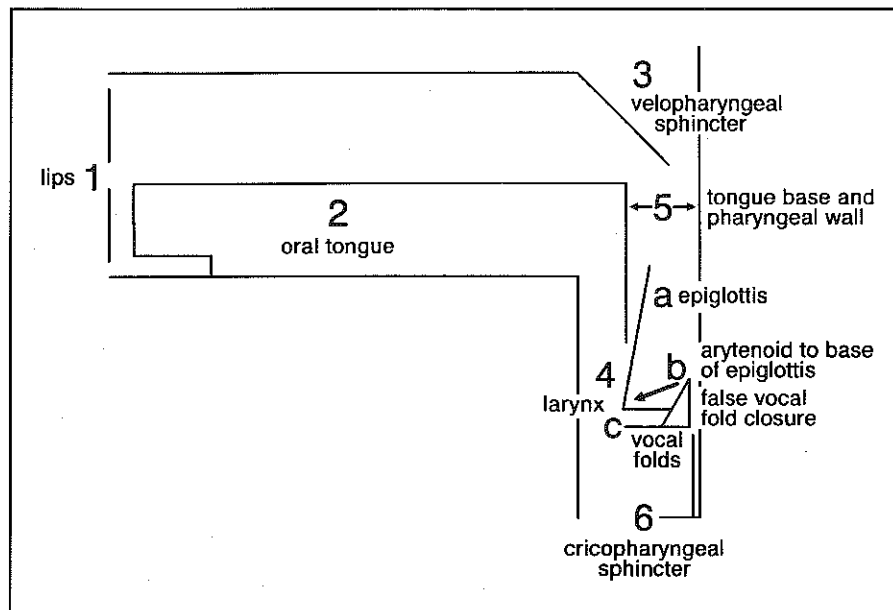 3
velopharyngeal
sphincter
lips 1
2
oral tongue
5
tongue base and
pharyngeal wall
a epiglottis
4
larynx
b
arytenoid to base
of epiglottis
false vocal
fold closure
c
vocal
folds
6
cricopharyngeal
sphincter